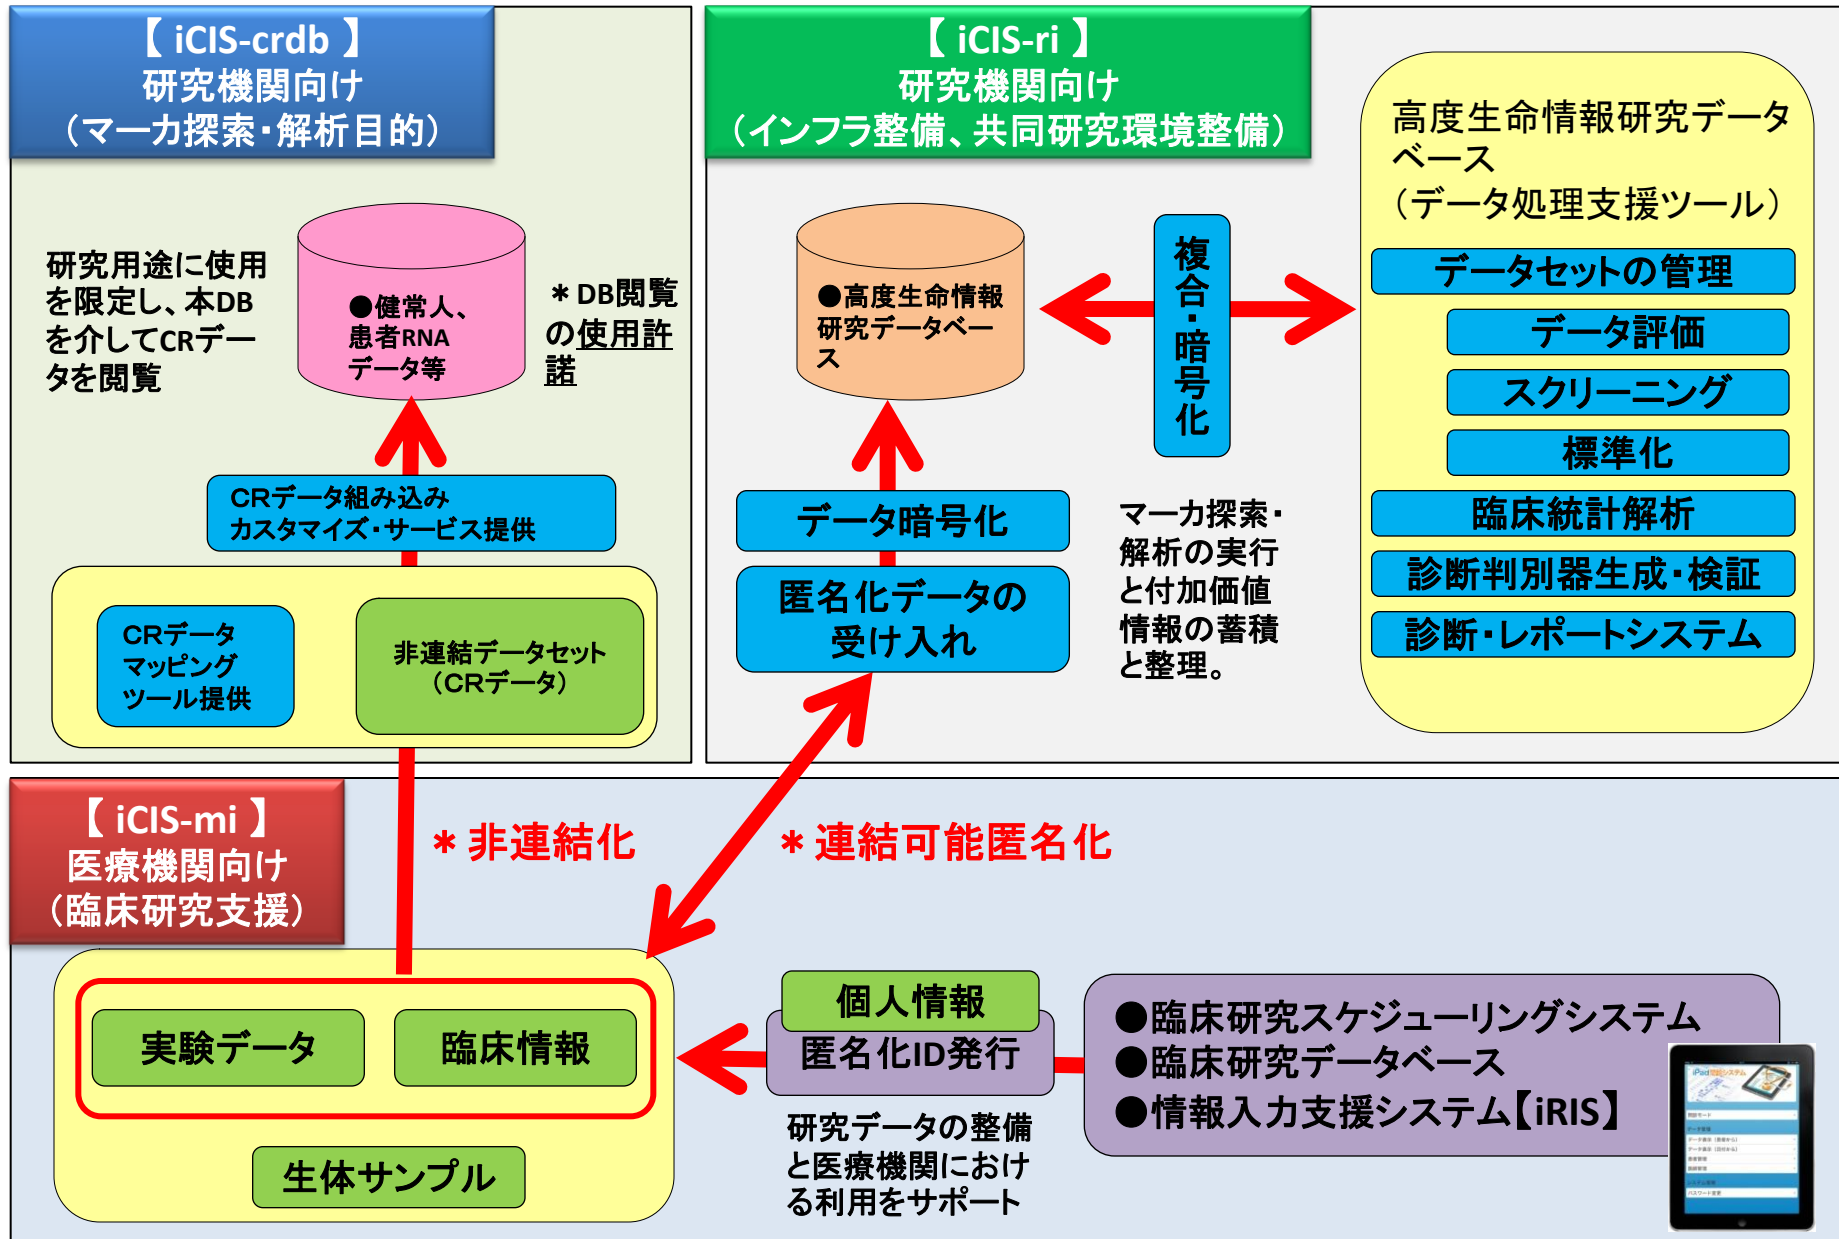 【 iCIS-crdb 】
研究機関向け
（マーカ探索・解析目的）
研究用途に使用
を限定し、本DB
を介してCRデー
タを閲覧
●健常人、
患者RNA
データ等
＊DB閲覧
の使用許
諾
CRデータ組み込み
カスタマイズ・サービス提供
CRデータ
マッピング
ツール提供
非連結データセット
（CRデータ）
【 iCIS-ri 】
研究機関向け
（インフラ整備、共同研究環境整備）
●高度生命情報
研究データベー
ス
複合・暗号化
データ暗号化
匿名化データの
受け入れ
マーカ探索・
解析の実行
と付加価値
情報の蓄積
と整理。
高度生命情報研究データ
ベース
（データ処理支援ツール）
データセットの管理
データ評価
スクリーニング
標準化
臨床統計解析
診断判別器生成・検証
診断・レポートシステム
【 iCIS-mi 】
医療機関向け
（臨床研究支援）
＊非連結化
＊連結可能匿名化
実験データ
臨床情報
生体サンプル
個人情報
匿名化ID発行
研究データの整備
と医療機関におけ
る利用をサポート
●臨床研究スケジューリングシステム
●臨床研究データベース
●情報入力支援システム【iRIS】